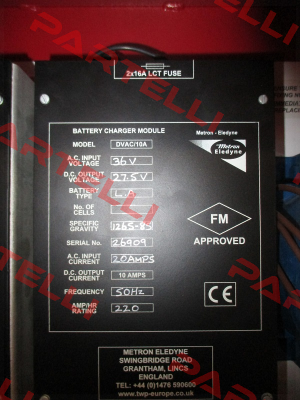 2x16A LCT FUSE
BATTERY CHARGER MODULE
Metron - Eledyne
MODEL DVAC/10A
A.C. INPUT VOLTAGE 36V
Metron Eledyne
D.C. OUTPUT VOLTAGE 27.5V
BATTERY TYPE L.A
No. OF CELLS
SPECIFIC GRAVITY 1265-85
FM
APPROVED
SERIAL No. 26909
A.C. INPUT CURRENT 20AMPS
D.C. OUTPUT CURRENT 10 AMPS
FREQUENCY 50Hz
CE
AMP/HR RATING 220
METRON ELEDYNE
SWINGBRIDGE ROAD
GRANTHAM, LINCS
ENGLAND
TEL: +44 (0)1476 590600
www.twp-europe.co.uk
PARTELLI